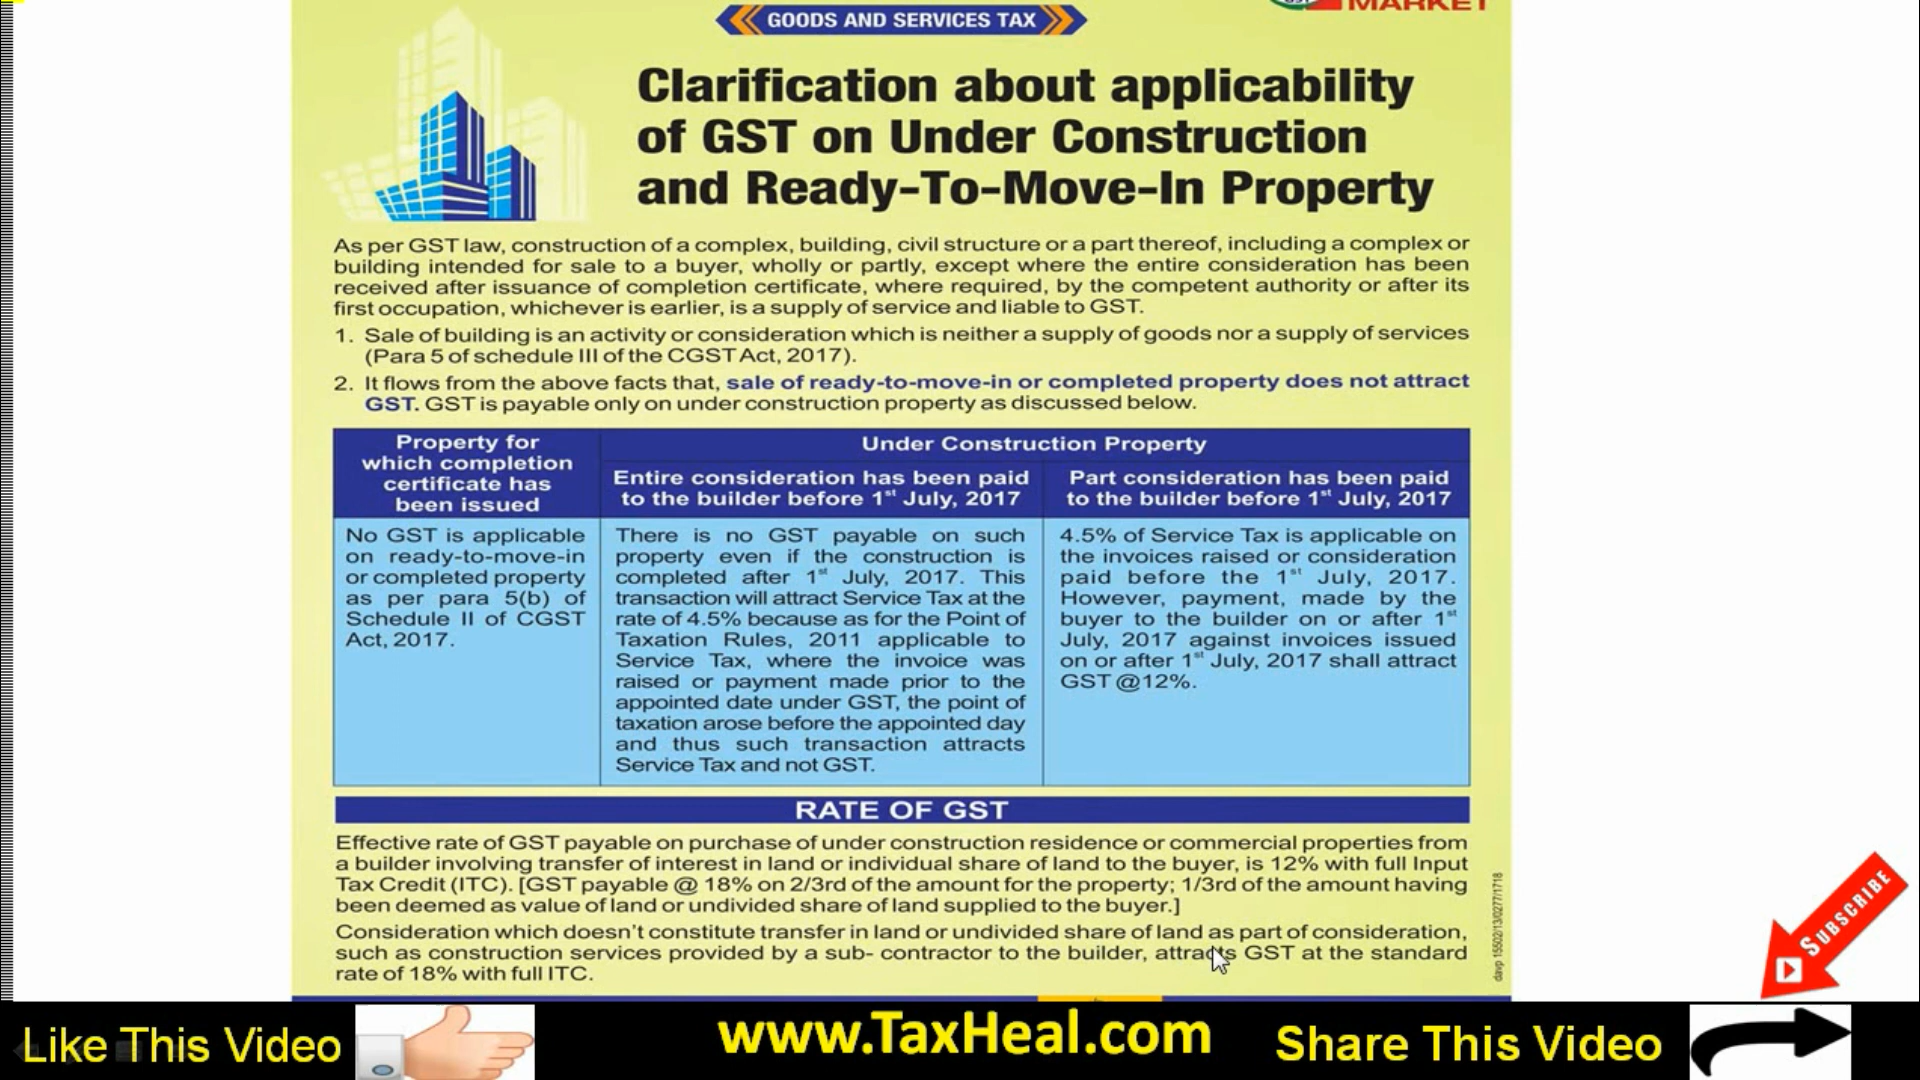 GOODS AND SERVICES TAX
MARKET
Clarification about applicability
of GST on Under Construction
and Ready-To-Move-In Property
As per GST law, construction of a complex, building, civil structure or a part thereof, including a complex or
building intended for sale to a buyer, wholly or partly, except where the entire consideration has been
received after issuance of completion certificate, where required, by the competent authority or after its
first occupation, whichever is earlier, is a supply of service and liable to GST.
1. Sale of building is an activity or consideration which is neither a supply of goods nor a supply of services
(Para 5 of schedule III of the CGST Act, 2017).
2. It flows from the above facts that, sale of ready-to-move-in or completed property does not attract
GST. GST is payable only on under construction property as discussed below.
Property for
which completion
certificate has
been issued
Under Construction Property
Entire consideration has been paid
to the builder before 1st July, 2017
Part consideration has been paid
to the builder before 1st July, 2017
No GST is applicable
on ready-to-move-in
or completed property
as per para 5(b) of
Schedule II of CGST
Act, 2017.
There is no GST payable on such
property even if the construction is
completed after 1st July, 2017. This
transaction will attract Service Tax at the
rate of 4.5% because as for the Point of
Taxation Rules, 2011 applicable to
Service Tax, where the invoice was
raised or payment made prior to the
appointed date under GST, the point of
taxation arose before the appointed day
and thus such transaction attracts
Service Tax and not GST.
4.5% of Service Tax is applicable on
the invoices raised or consideration
paid before the 1st July, 2017.
However, payment, made by the
buyer to the builder on or after 1st
July, 2017 against invoices issued
on or after 1st July, 2017 shall attract
GST @12%.
RATE OF GST
Effective rate of GST payable on purchase of under construction residence or commercial properties from
a builder involving transfer of interest in land or individual share of land to the buyer, is 12% with full Input
Tax Credit (ITC). [GST payable @ 18% on 2/3rd of the amount for the property; 1/3rd of the amount having
been deemed as value of land or undivided share of land supplied to the buyer.]
Consideration which doesn't constitute transfer in land or undivided share of land as part of consideration,
such as construction services provided by a sub- contractor to the builder, attracts GST at the standard
rate of 18% with full ITC.
davp 15502/13/0277/1718
SUBSCRIBE
Like This Video
www.TaxHeal.com
Share This Video